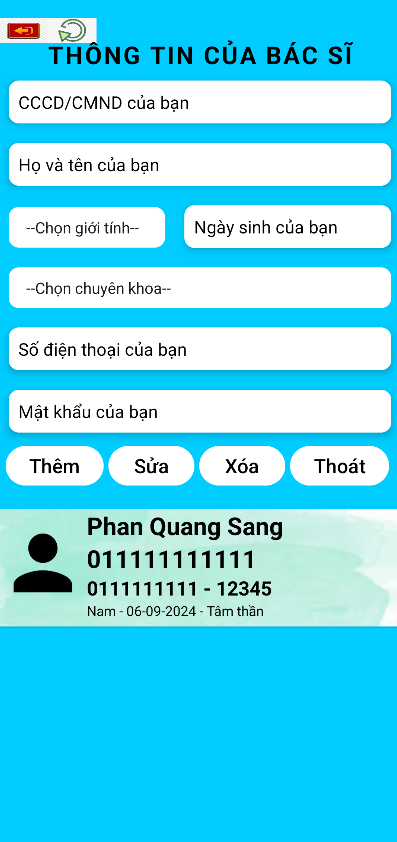 THÔNG TIN CỦA BÁC SĨ
CCCD/CMND của bạn
Họ và tên của bạn
--Chọn giới tính-- Ngày sinh của bạn
--Chọn chuyên khoa--
Số điện thoại của bạn
Mật khẩu của bạn
Thêm Sửa Xóa Thoát
Phan Quang Sang
011111111111
0111111111 - 12345
Nam - 06-09-2024 - Tâm thần